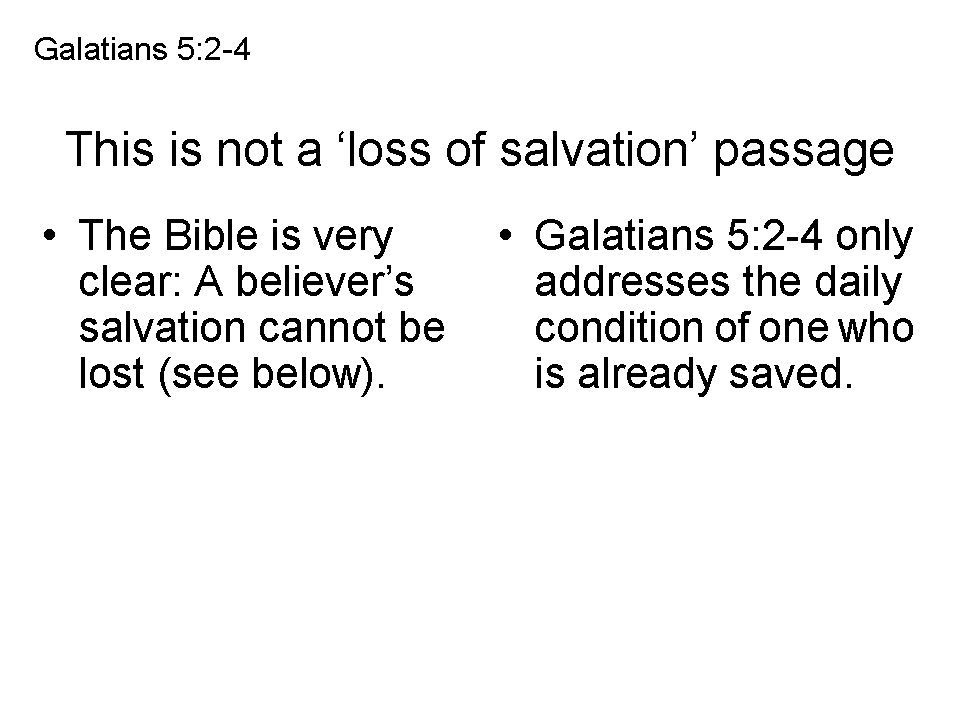 Galatians 5:2-4
This is not a ‘loss of salvation’ passage
• The Bible is very
clear: A believer’s
salvation cannot be
lost (see below).
• Galatians 5:2-4 only
addresses the daily
condition of one who
is already saved.